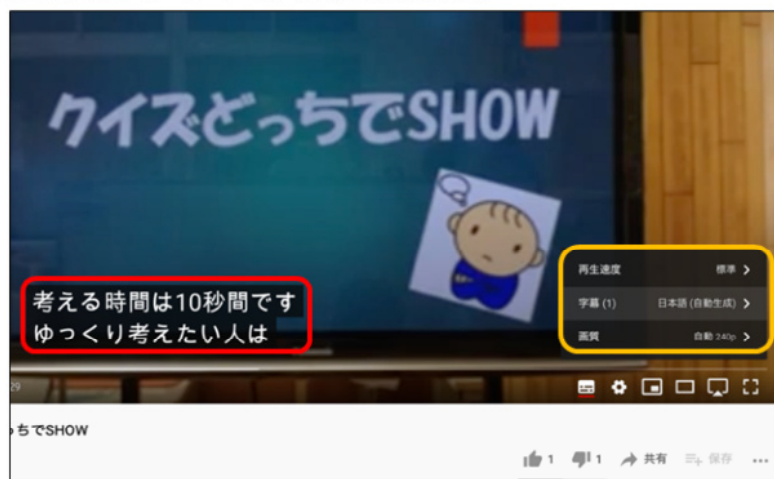 クイズどっちでSHOW
考える時間は10秒間です
ゆっくり考えたい人は
再生速度 標準
字幕 (1) 日本語 (自動生成)
画質 自動 240p
29
っちでSHOW
1 1 共有 保存